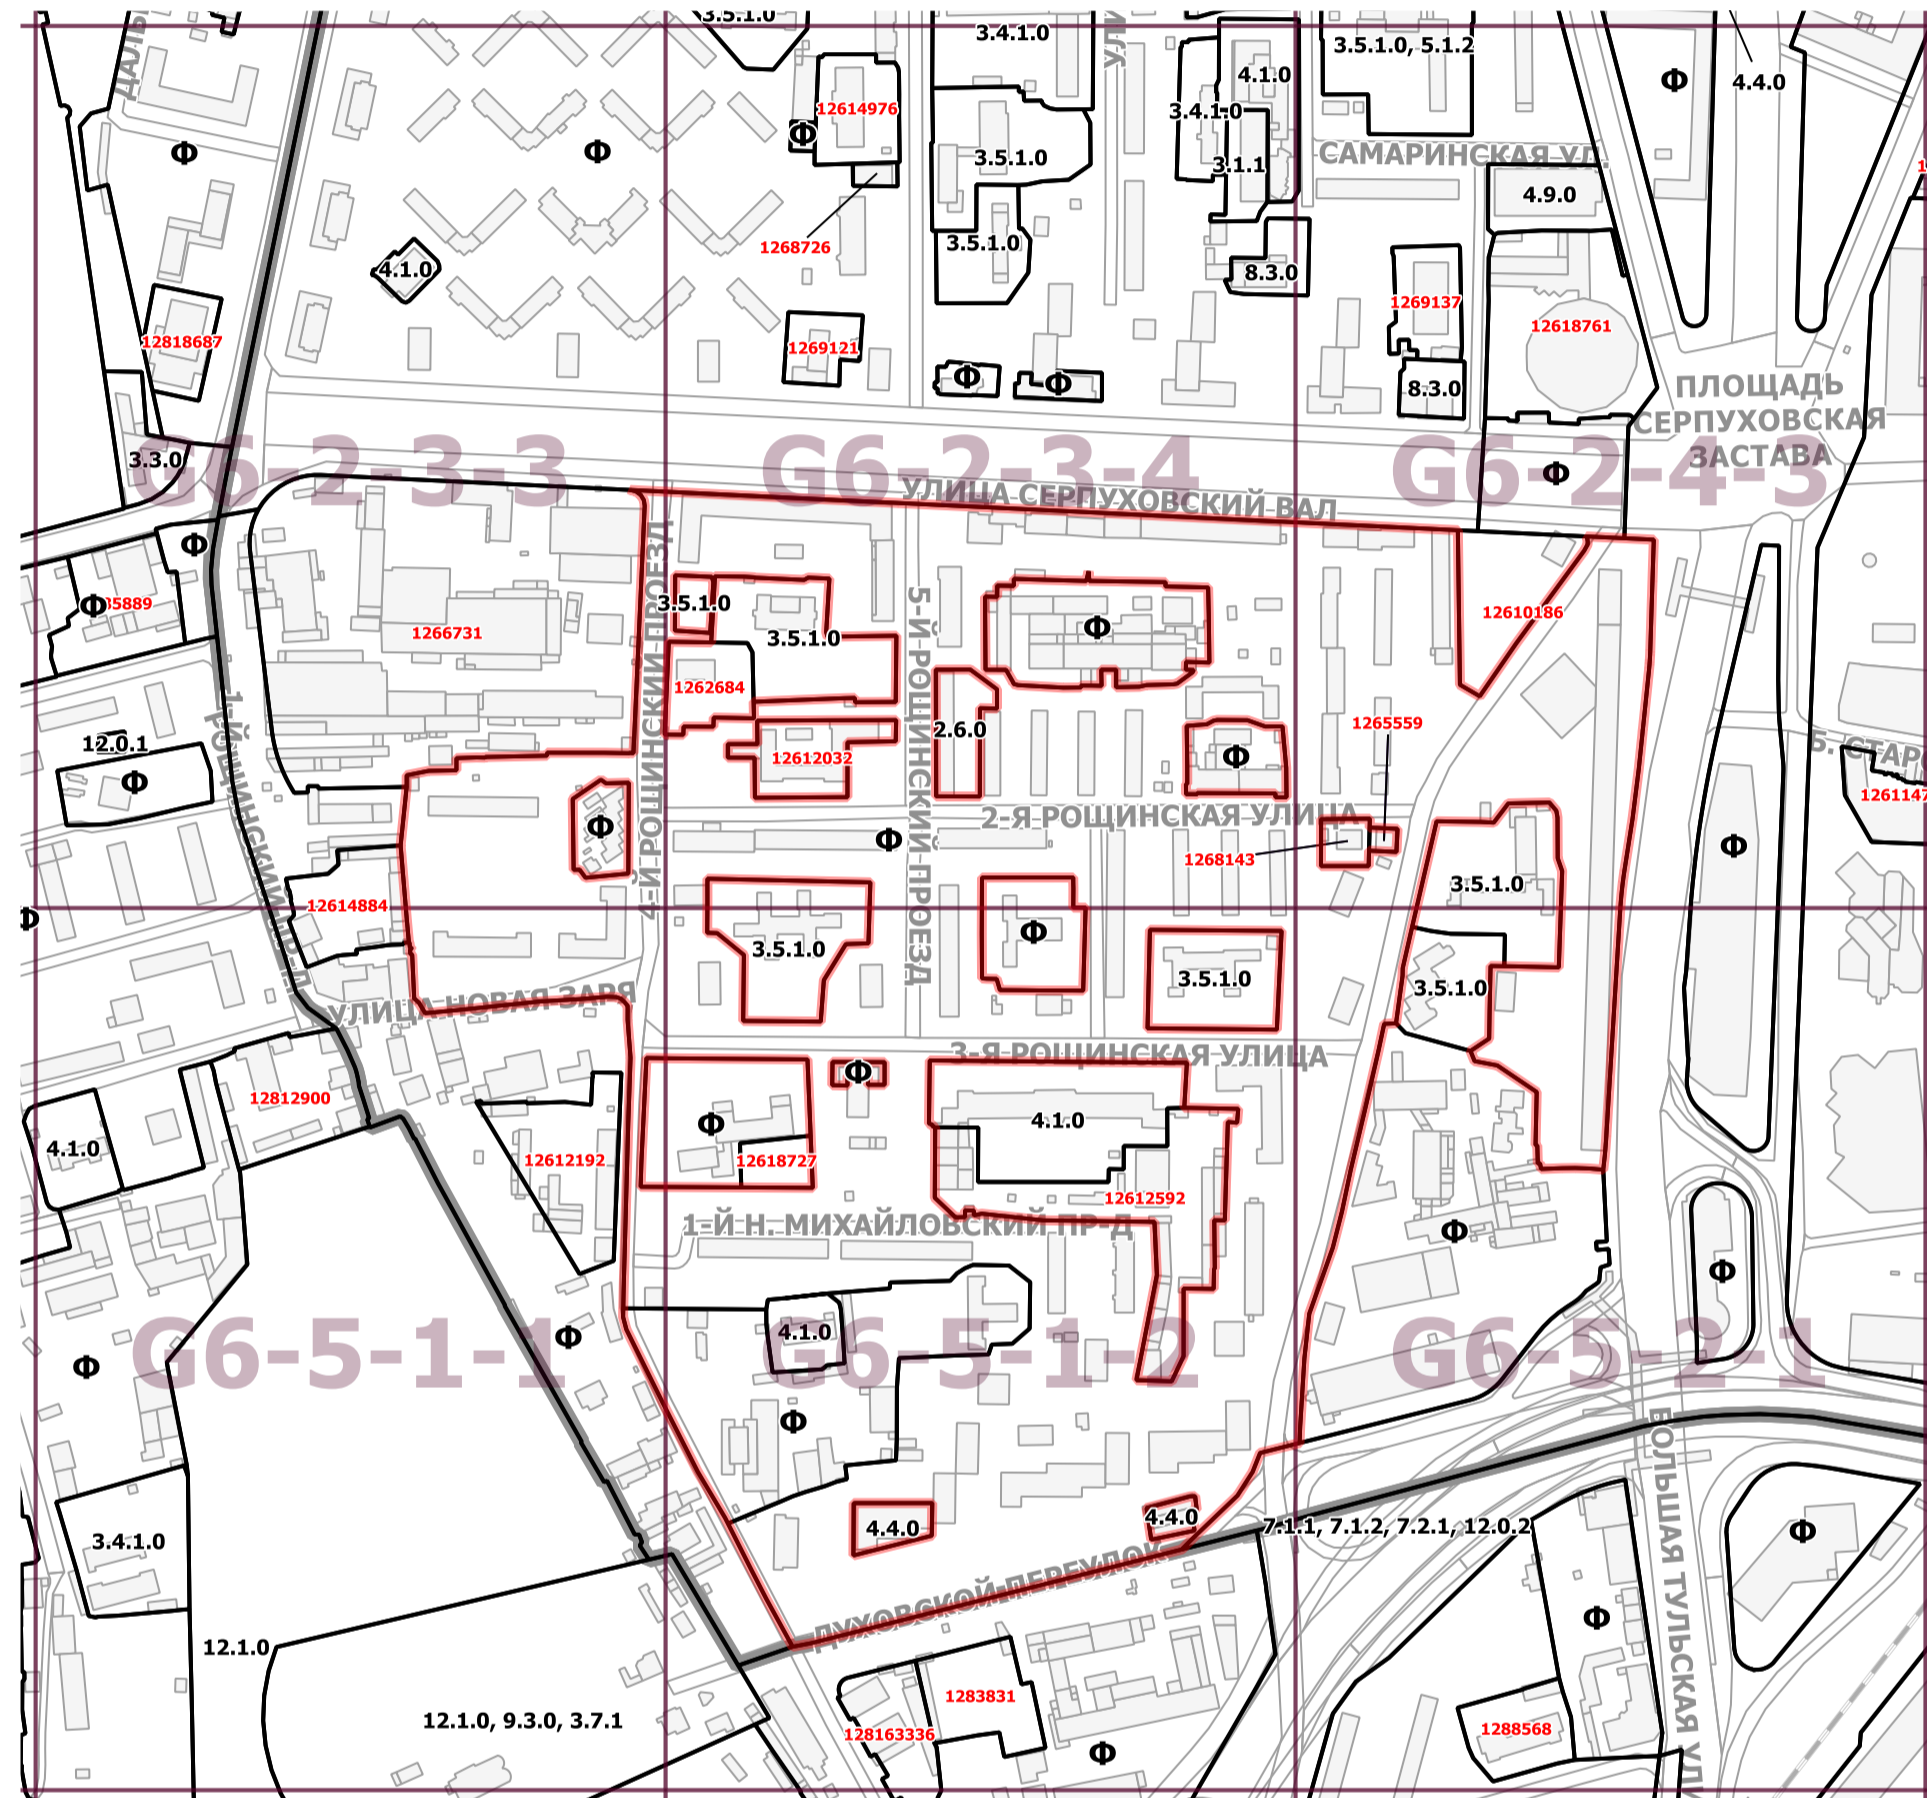 3.5.1.0
3.4.1.0
3.5.1.0, 5.1.2
4.1.0
Ф
4.4.0
12614976
3.4.1.0
Ф
Ф
Ф
3.5.1.0
3.1.1
САМАРИНСКАЯ УЛ.
4.9.0
1268726
3.5.1.0
4.1.0
8.3.0
1269137
12618761
12818687
1269121
Ф
Ф
8.3.0
ПЛОЩАДЬ
СЕРПУХОВСКАЯ
ЗАСТАВА
3.3.0
G6-2-3-3
G6-2-3-4
G6-2-4-3
Ф
УЛИЦА СЕРПУХОВСКИЙ ВАЛ
Ф
Ф
35889
1266731
4-Й РОЩИНСКИЙ ПРОЕЗД
3.5.1.0
3.5.1.0
5-Й РОЩИНСКИЙ ПРОЕЗД
Ф
12610186
1262684
2.6.0
1265559
12.0.1
Ф
1-Й РОЩИНСКИЙ ПР-Д
12612032
Ф
12611147
Ф
Ф
2-Я РОЩИНСКАЯ УЛИЦА
1268143
Ф
3.5.1.0
12614884
Ф
3.5.1.0
Ф
3.5.1.0
3.5.1.0
УЛИЦА НОВАЯ ЗАРЯ
3-Я РОЩИНСКАЯ УЛИЦА
Ф
12812900
Ф
4.1.0
4.1.0
12612192
12618727
12612592
1-Й Н. МИХАЙЛОВСКИЙ ПР-Д
Ф
Ф
G6-5-1-1
Ф
Ф
4.1.0
G6-5-1-2
G6-5-2-1
Ф
БОЛЬШАЯ ТУЛЬСКАЯ УЛИ
3.4.1.0
4.4.0
4.4.0
7.1.1, 7.1.2, 7.2.1, 12.0.2
Ф
ДУХОВСКОЙ ПЕРЕУЛОК
Ф
12.1.0
12.1.0, 9.3.0, 3.7.1
1283831
128163336
Ф
1288568